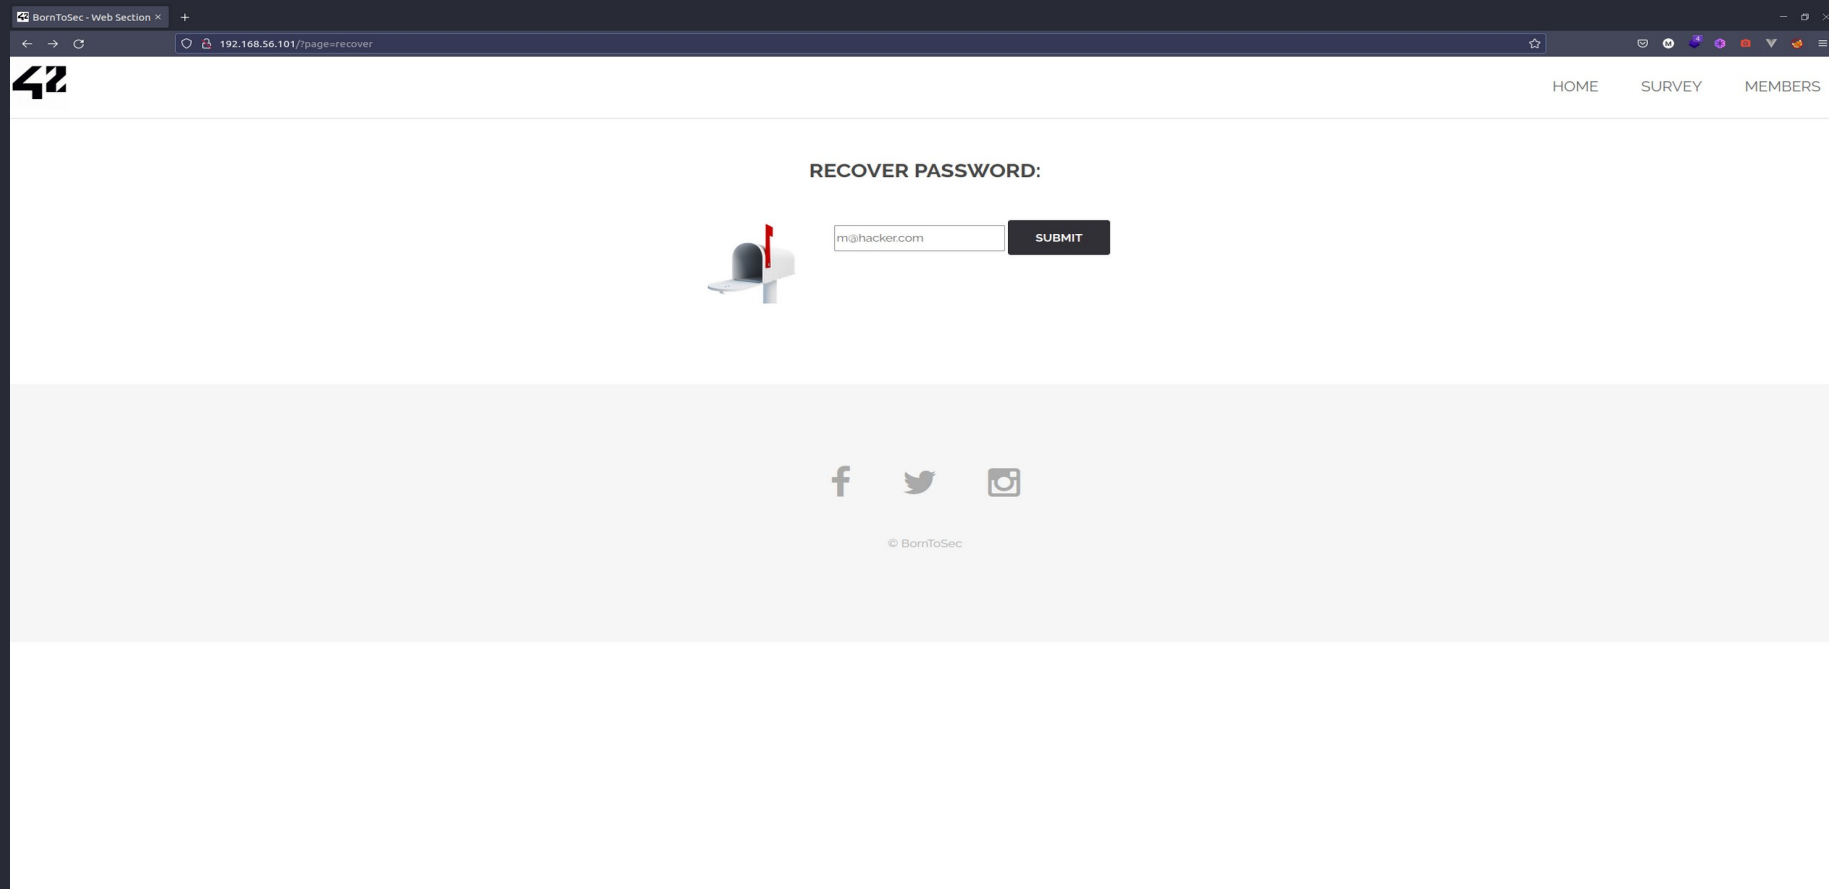 BornToSec - Web Section
192.168.56.101/?page=recover
42
HOME SURVEY MEMBERS
RECOVER PASSWORD:
m@hacker.com SUBMIT
© BornToSec